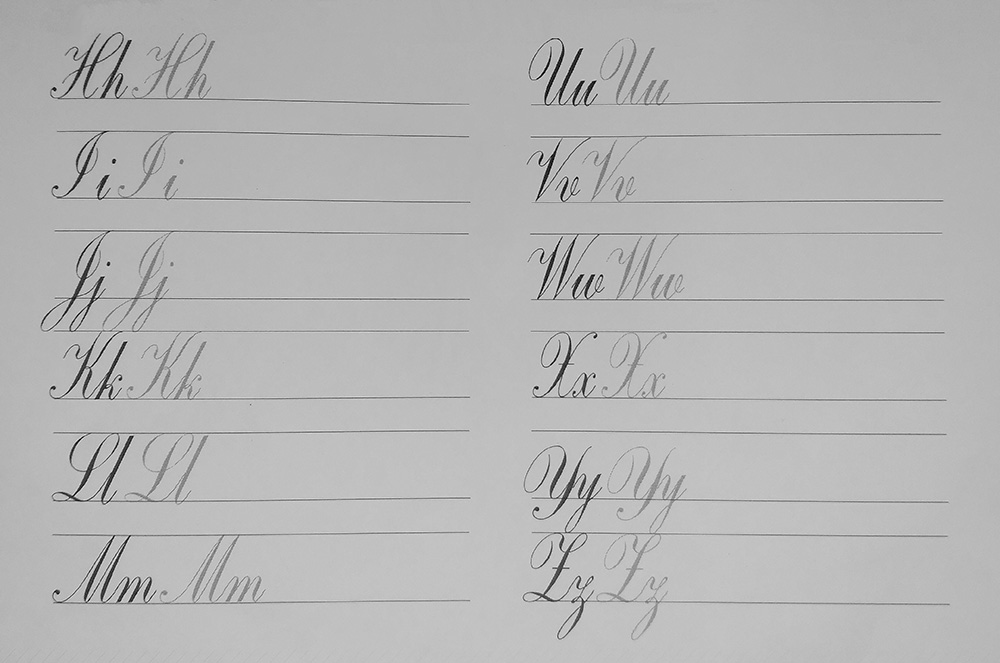 Hh Hh
Ii Ii
Jj Jj
Kk Kk
Ll Ll
Mm Mm
Uu Uu
Vv Vv
Ww Ww
Xx Xx
Yy Yy
Zz Zz